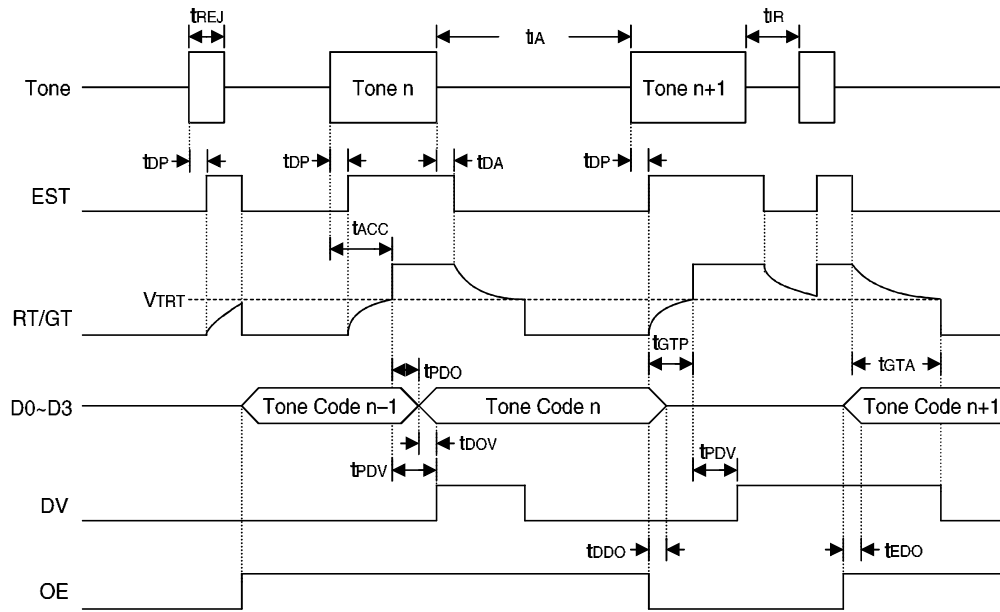 tREJ
tIA
tIR
Tone
Tone n
Tone n+1
tDP
tDP
tDA
tDP
EST
tACC
VTRT
RT/GT
tGTP
tGTA
tPDO
D0~D3
Tone Code n–1
Tone Code n
Tone Code n+1
tDOV
tPDV
tPDV
DV
tDDO
tEDO
OE